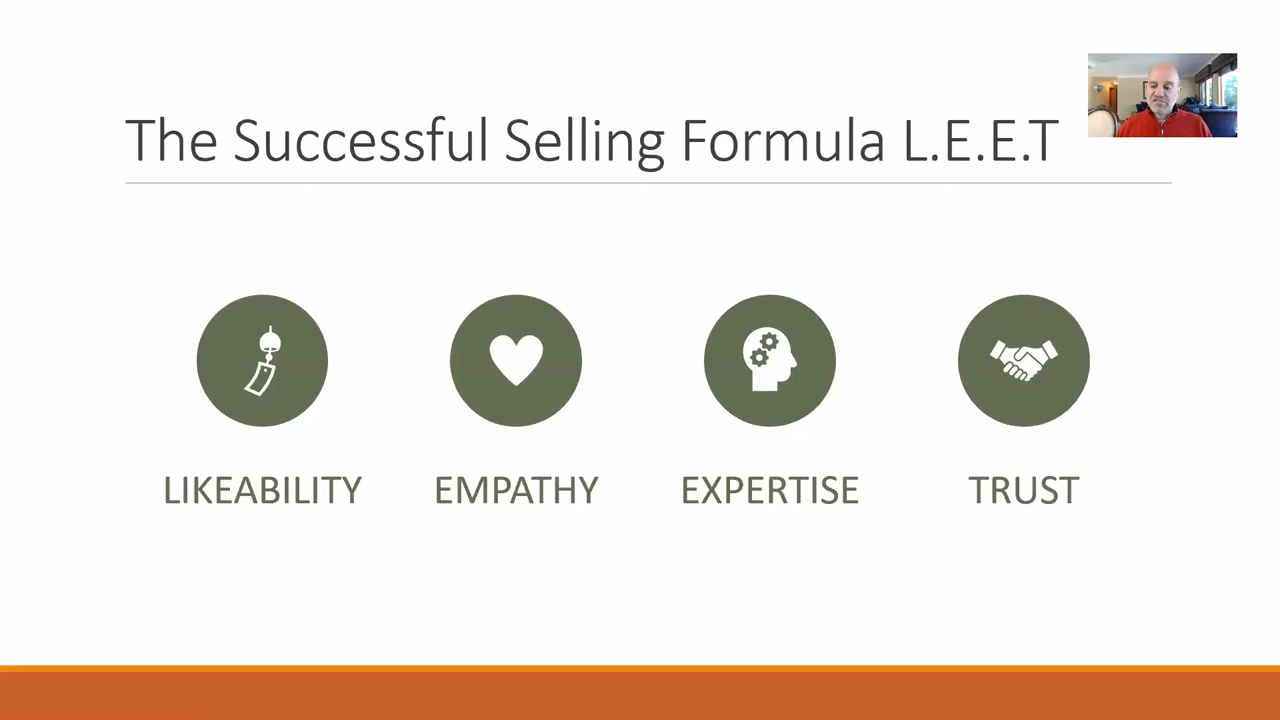 The Successful Selling Formula L.E.E.T
LIKEABILITY
EMPATHY
EXPERTISE
TRUST